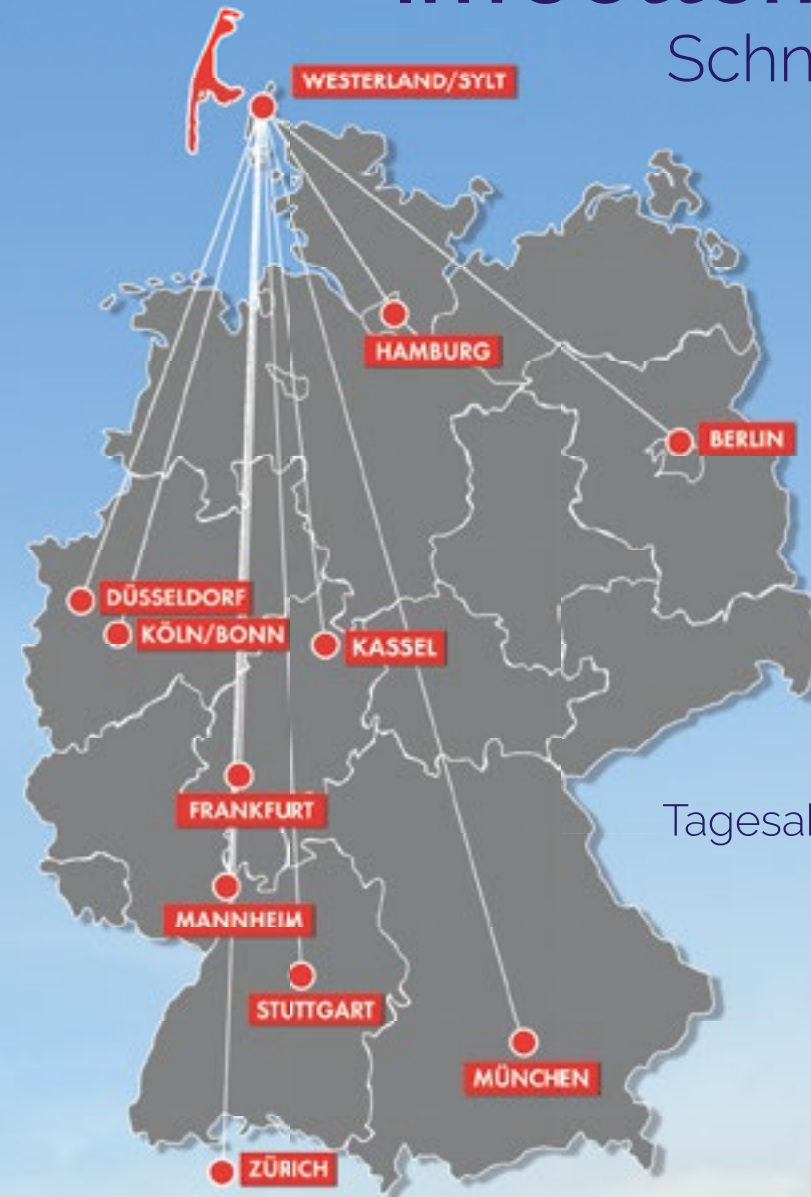 Schn
WESTERLAND/SYLT
HAMBURG
BERLIN
DÜSSELDORF
KÖLN/BONN
KASSEL
FRANKFURT
Tagesal
MANNHEIM
STUTTGART
MÜNCHEN
ZÜRICH